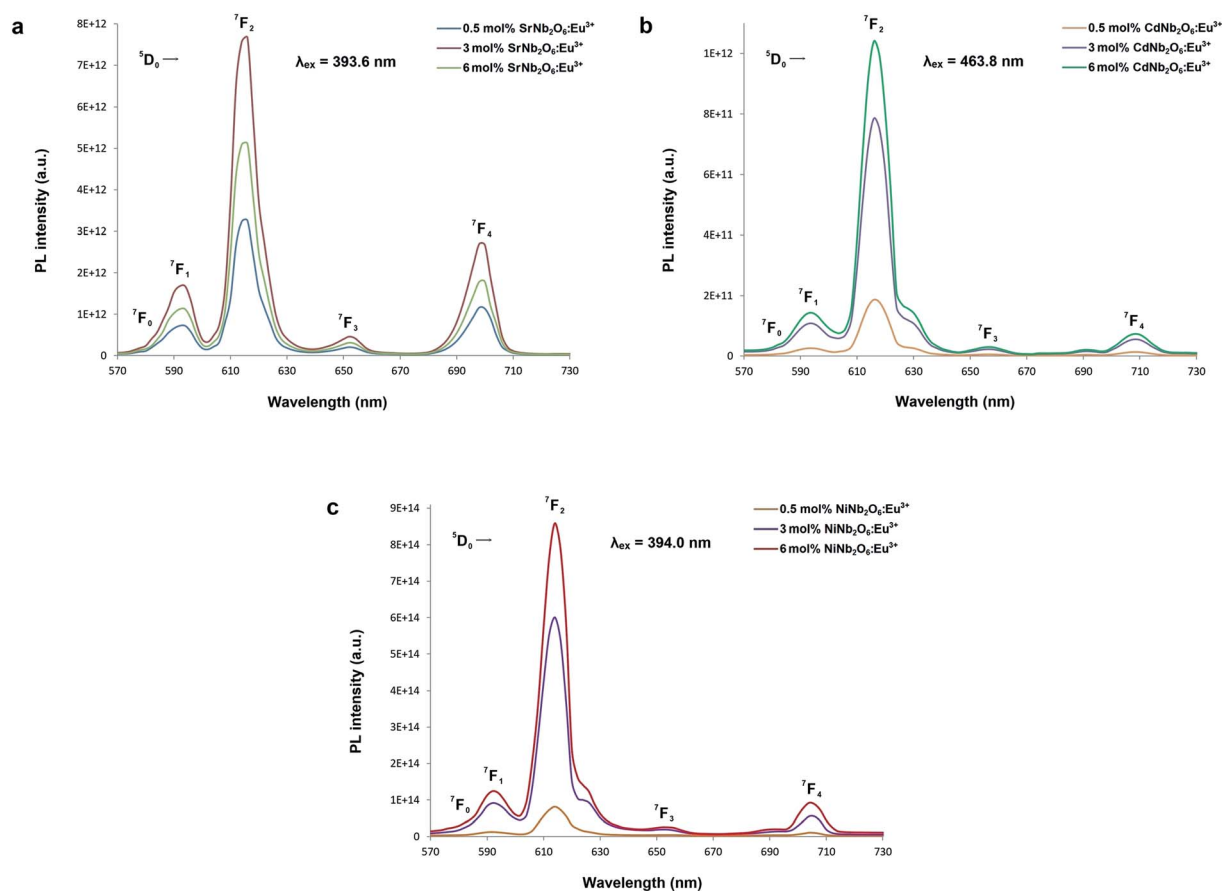 a
⁷F₂
0.5 mol% SrNb₂O₆:Eu³⁺
3 mol% SrNb₂O₆:Eu³⁺
6 mol% SrNb₂O₆:Eu³⁺
⁵D₀ →
λex = 393.6 nm
⁷F₀
⁷F₁
⁷F₃
⁷F₄
PL intensity (a.u.)
8E+12
7E+12
6E+12
5E+12
4E+12
3E+12
2E+12
1E+12
0
570 590 610 630 650 670 690 710 730
Wavelength (nm)
b
⁷F₂
0.5 mol% CdNb₂O₆:Eu³⁺
3 mol% CdNb₂O₆:Eu³⁺
6 mol% CdNb₂O₆:Eu³⁺
⁵D₀ →
λex = 463.8 nm
⁷F₀
⁷F₁
⁷F₃
⁷F₄
PL intensity (a.u.)
1E+12
8E+11
6E+11
4E+11
2E+11
0
570 590 610 630 650 670 690 710 730
Wavelength (nm)
c
⁷F₂
0.5 mol% NiNb₂O₆:Eu³⁺
3 mol% NiNb₂O₆:Eu³⁺
6 mol% NiNb₂O₆:Eu³⁺
⁵D₀ →
λex = 394.0 nm
⁷F₀
⁷F₁
⁷F₃
⁷F₄
PL intensity (a.u.)
9E+14
8E+14
7E+14
6E+14
5E+14
4E+14
3E+14
2E+14
1E+14
0
570 590 610 630 650 670 690 710 730
Wavelength (nm)